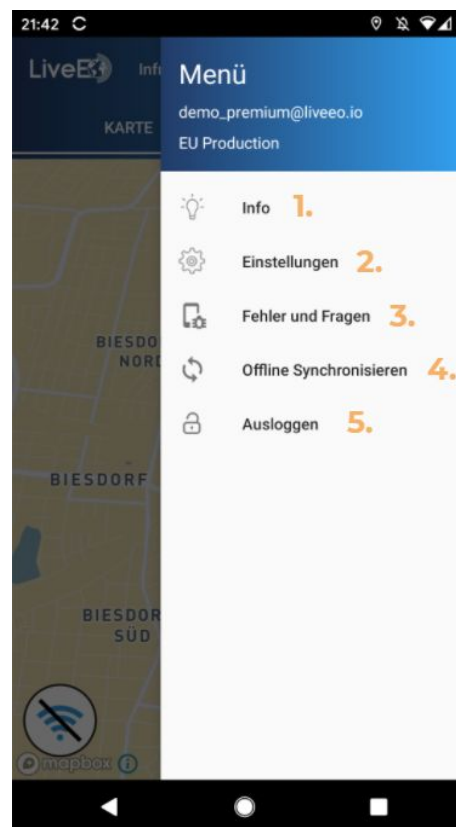 21:42
LiveEO
Menü
demo_premium@liveeo.io
EU Production
KARTE
Info 1.
Einstellungen 2.
Fehler und Fragen 3.
Offline Synchronisieren 4.
Ausloggen 5.
BIESDORF
BIESDOR
SÜD
mapbox